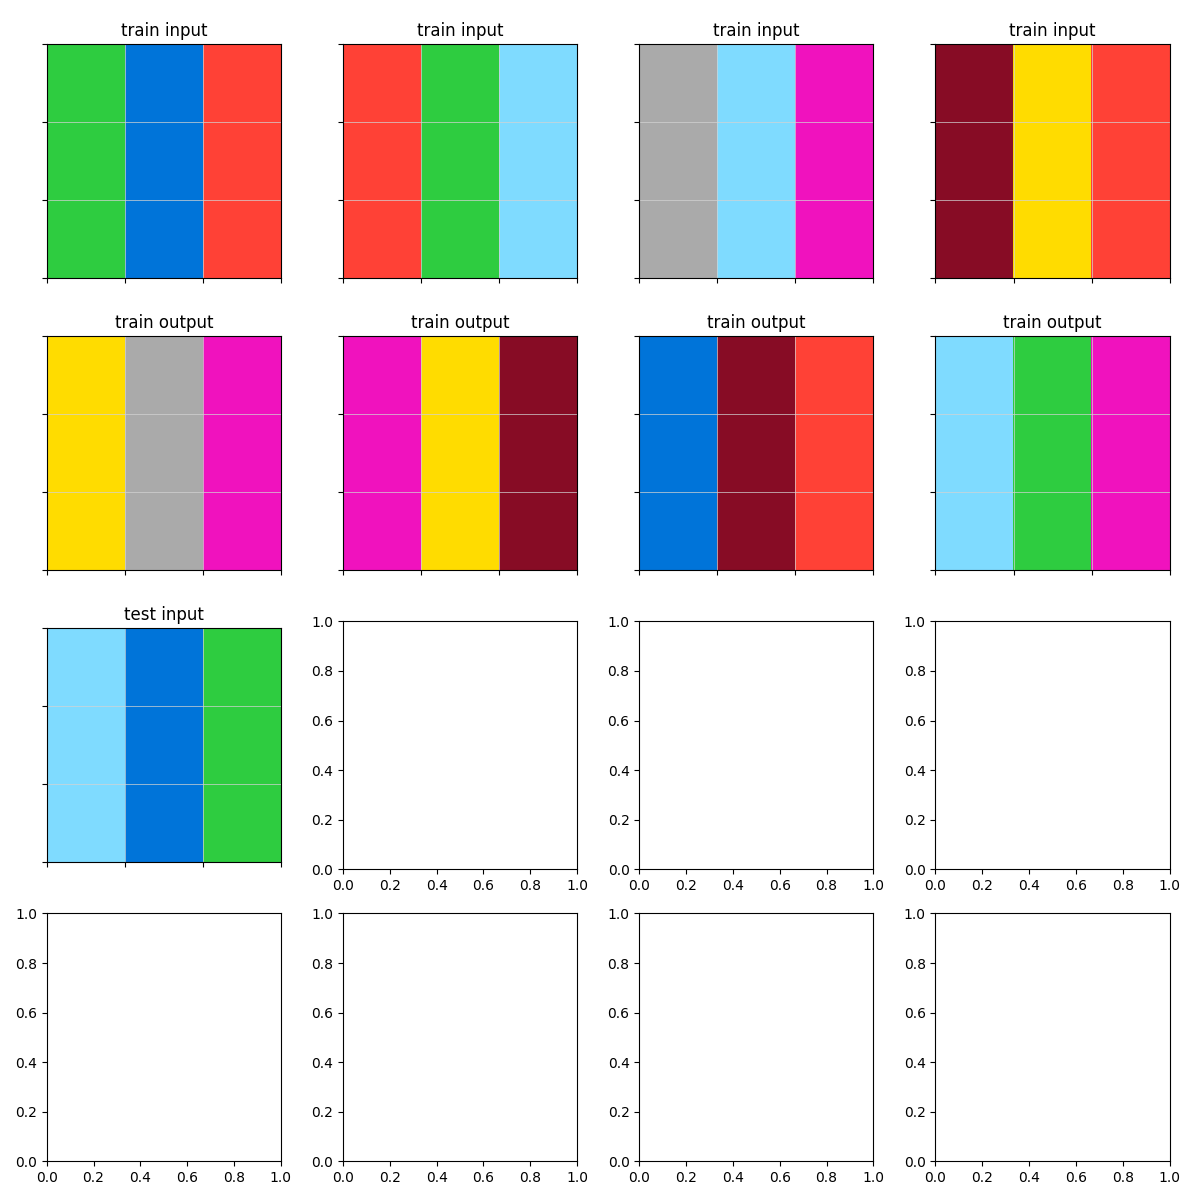 train input train input train input train input
train output train output train output train output
test input
1.0 1.0 1.0
0.8 0.8 0.8
0.6 0.6 0.6
0.4 0.4 0.4
0.2 0.2 0.2
0.0 0.0 0.0
0.0 0.2 0.4 0.6 0.8 1.0 0.0 0.2 0.4 0.6 0.8 1.0 0.0 0.2 0.4 0.6 0.8 1.0
1.0 1.0 1.0 1.0
0.8 0.8 0.8 0.8
0.6 0.6 0.6 0.6
0.4 0.4 0.4 0.4
0.2 0.2 0.2 0.2
0.0 0.0 0.0 0.0
0.0 0.2 0.4 0.6 0.8 1.0 0.0 0.2 0.4 0.6 0.8 1.0 0.0 0.2 0.4 0.6 0.8 1.0 0.0 0.2 0.4 0.6 0.8 1.0